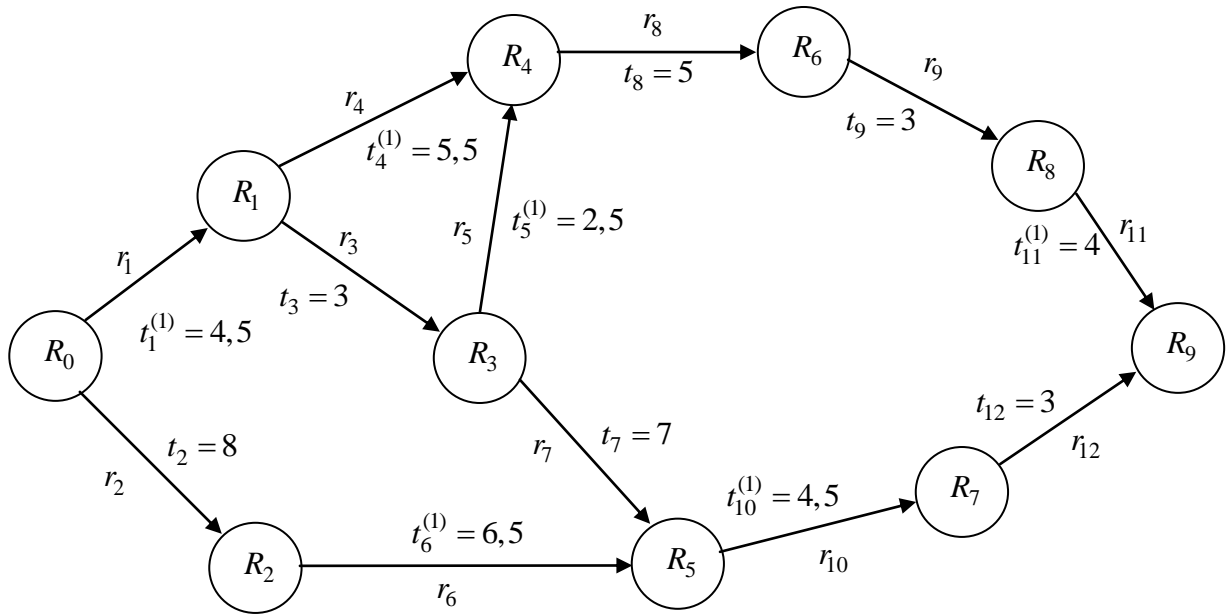 r₈
R₄
R₆
t₈ = 5
r₉
r₄
t₉ = 3
t₄⁽¹⁾ = 5,5
R₈
R₁
r₅
t₅⁽¹⁾ = 2,5
r₁₁
t₁₁⁽¹⁾ = 4
r₃
r₁
t₃ = 3
t₁⁽¹⁾ = 4,5
R₀
R₃
R₉
t₁₂ = 3
t₂ = 8
r₇
t₇ = 7
r₁₂
r₂
t₁₀⁽¹⁾ = 4,5
R₇
t₆⁽¹⁾ = 6,5
R₂
R₅
r₁₀
r₆